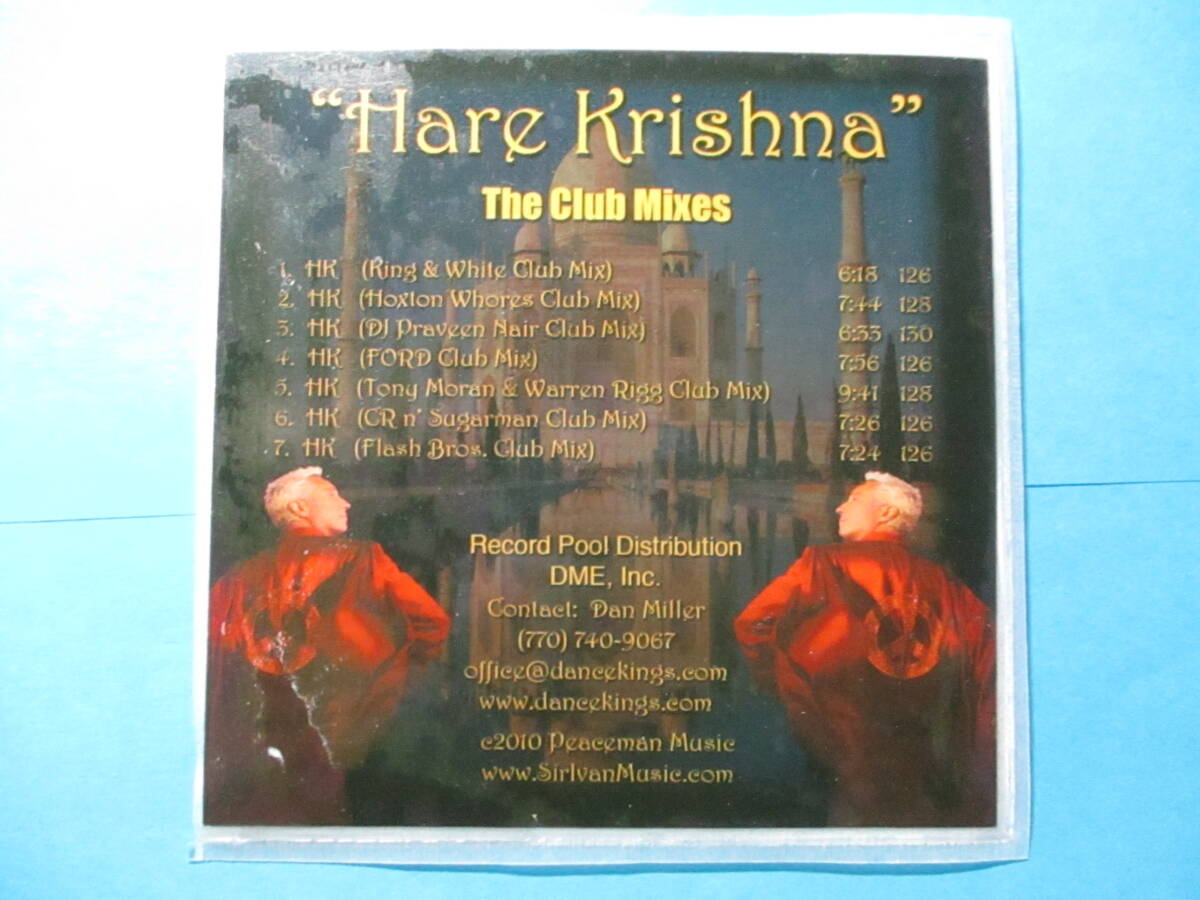 “Hare Krishna”
The Club Mixes
1. HK (Ring & White Club Mix) 6:18 126
2. HK (Hoxton Whores Club Mix) 7:44 128
3. HK (DJ Praveen Nair Club Mix) 6:33 130
4. HK (FORD Club Mix) 7:56 126
5. HK (Tony Moran & Warren Rigg Club Mix) 9:41 128
6. HK (CR n' Sugarman Club Mix) 7:26 126
7. HK (Flash Bros. Club Mix) 7:24 126
Record Pool Distribution
DME, Inc.
Contact: Dan Miller
(770) 740-9067
office@dancekings.com
www.dancekings.com
c2010 Peaceman Music
www.SirIvanMusic.com